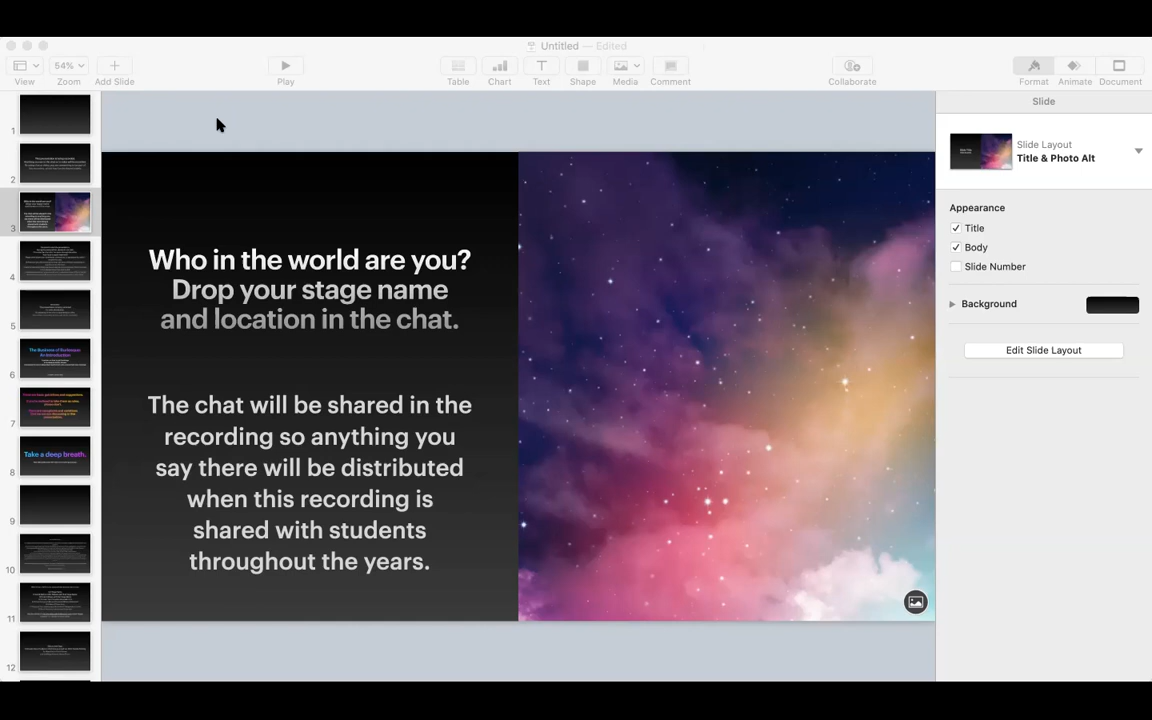 Untitled — Edited
54%
View
Zoom
Add Slide
Play
Table
Chart
Text
Shape
Media
Comment
Collaborate
Format
Animate
Document
1
2
3
4
5
6
7
8
Take a deep breath.
9
10
11
12
Who in the world are you?
Drop your stage name
and location in the chat.
The chat will be shared in the
recording so anything you
say there will be distributed
when this recording is
shared with students
throughout the years.
Slide
Slide Layout
Title & Photo Alt
Appearance
Title
Body
Slide Number
Background
Edit Slide Layout